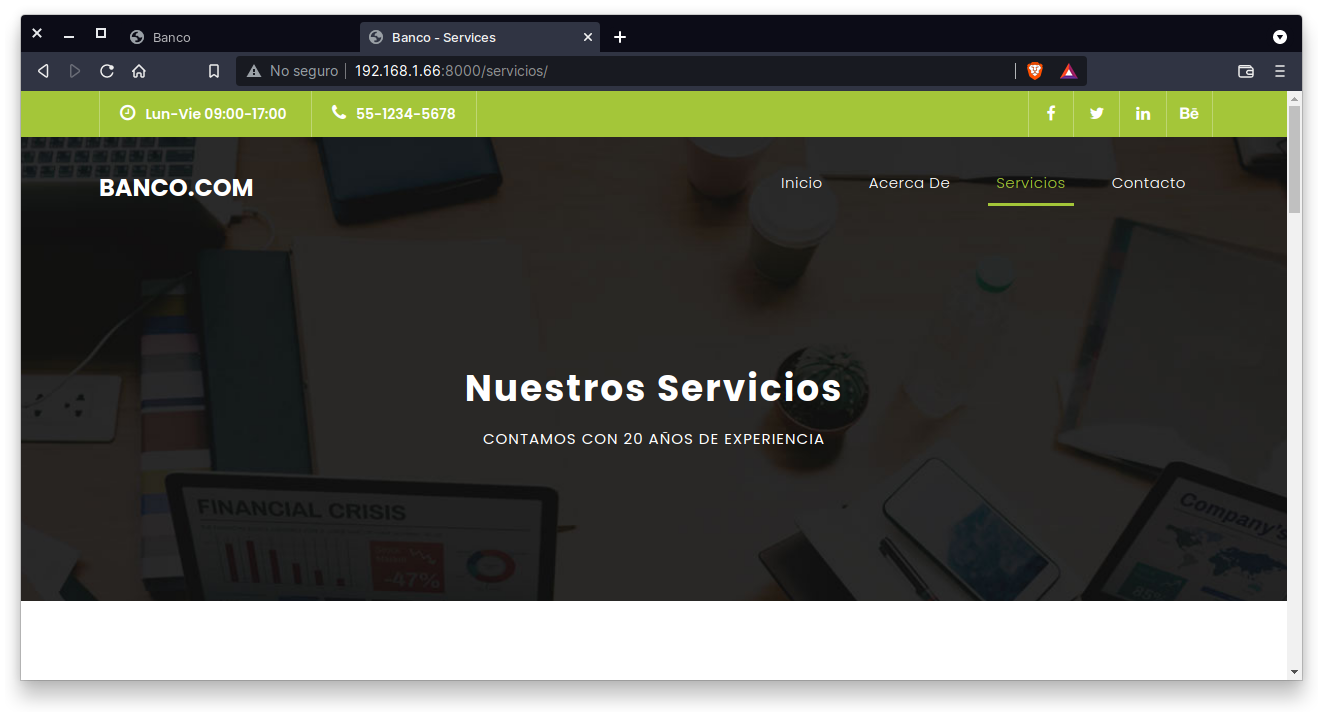 Banco
Banco - Services
No seguro
192.168.1.66:8000/servicios/
Lun-Vie 09:00-17:00
55-1234-5678
Bē
BANCO.COM
Inicio
Acerca De
Servicios
Contacto
Nuestros Servicios
CONTAMOS CON 20 AÑOS DE EXPERIENCIA
FINANCIAL CRISIS
-47%
Company's
85%